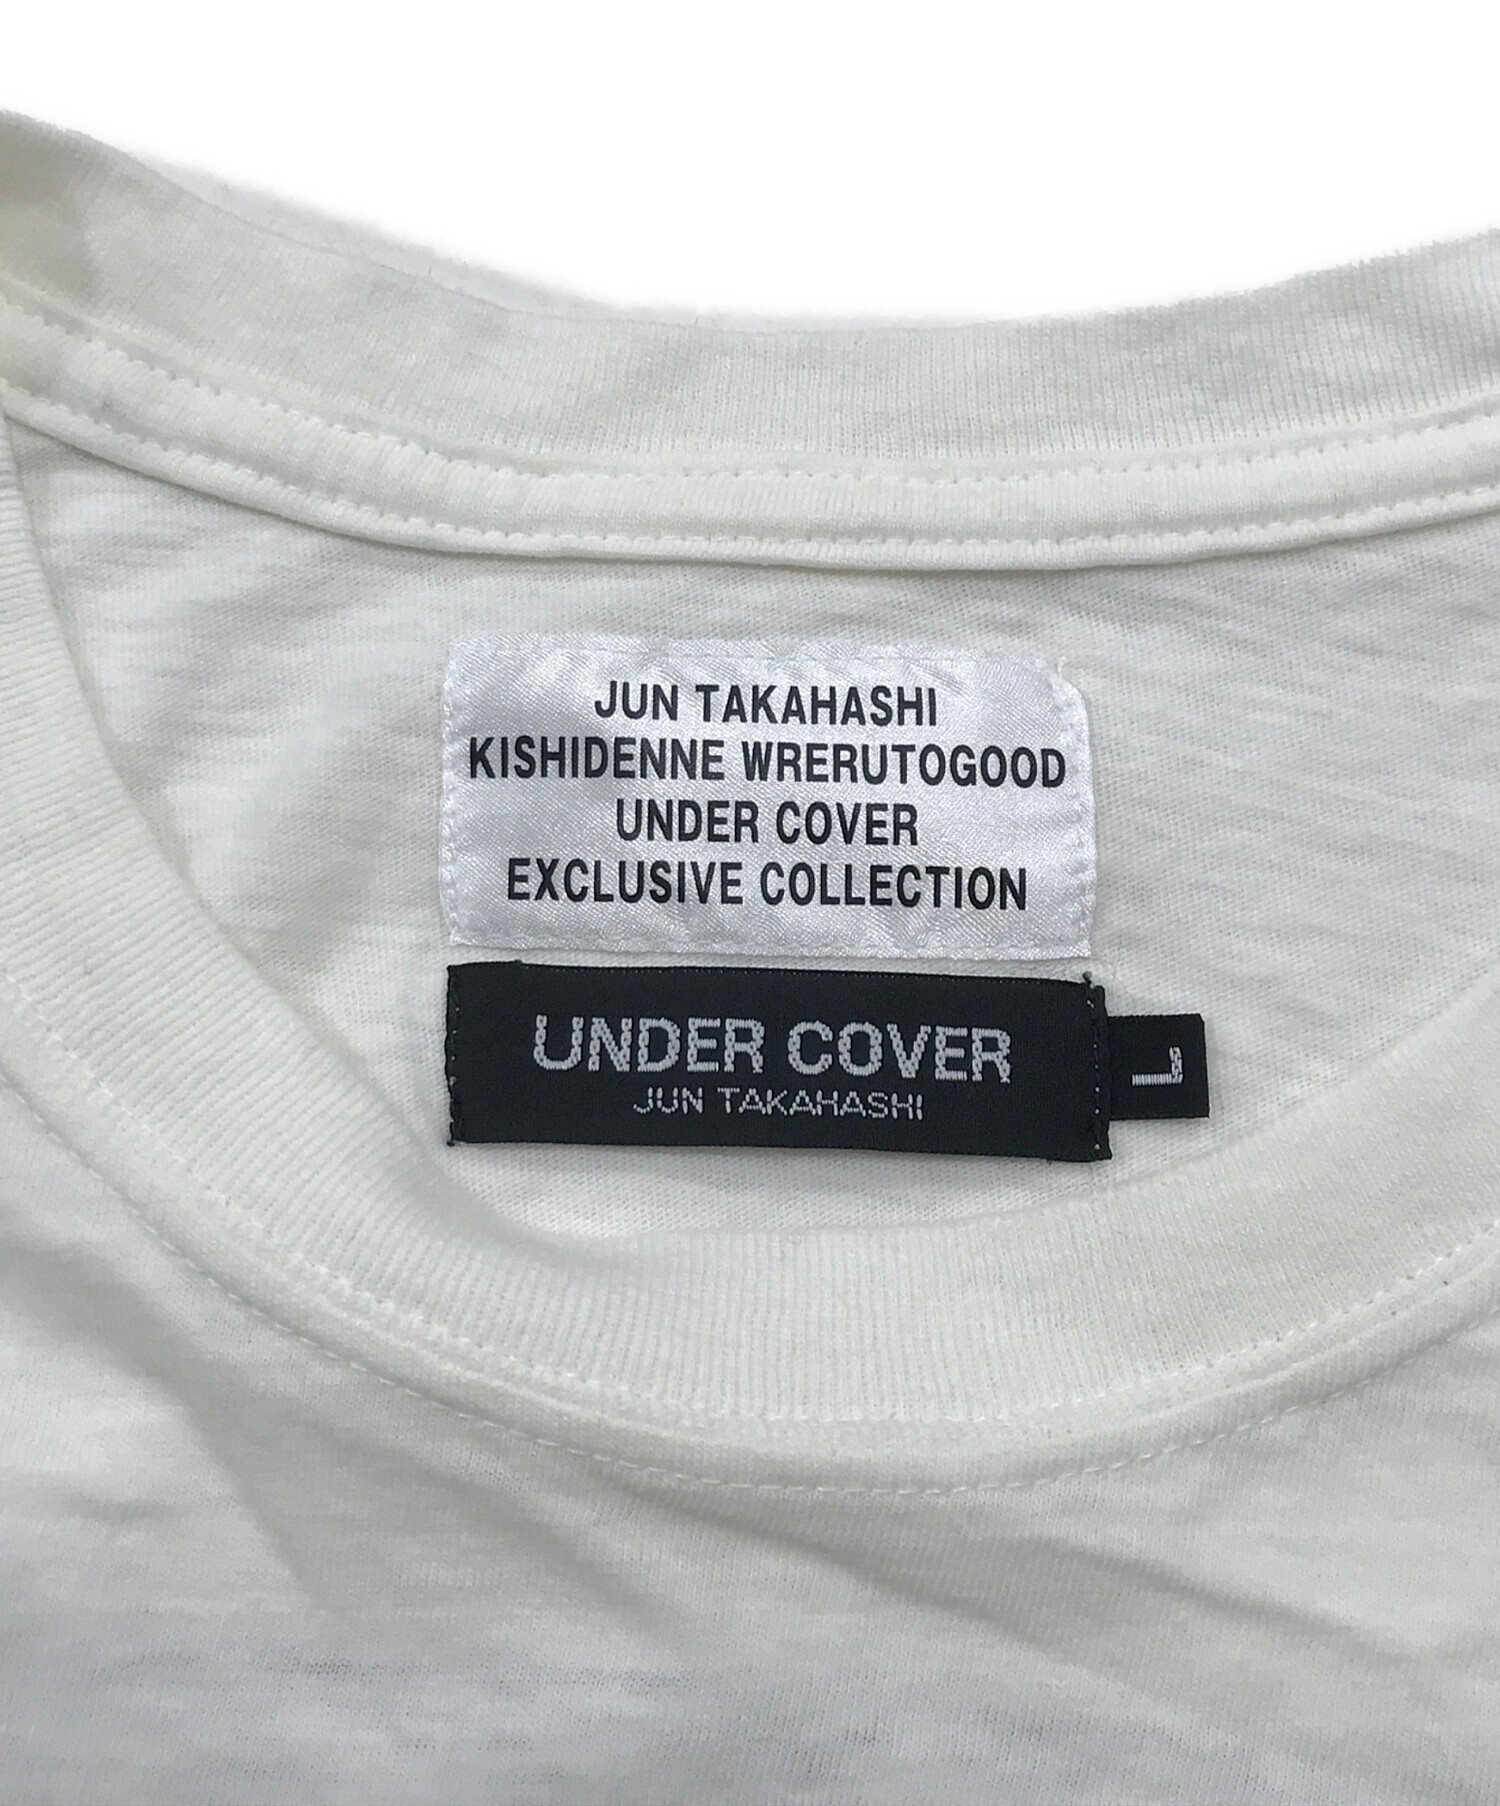 JUN TAKAHASHI
KISHIDENNE WRERUTOGOOD
UNDER COVER
EXCLUSIVE COLLECTION
UNDER COVER
JUN TAKAHASHI
L